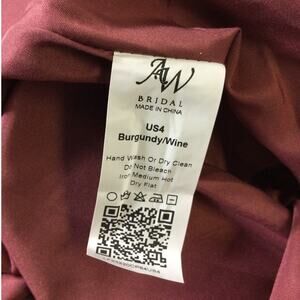 AW
BRIDAL
MADE IN CHINA
US4
Burgundy/Wine
Hand Wash Or Dry Clean
Do Not Bleach
Iron Medium Hot
Dry Flat